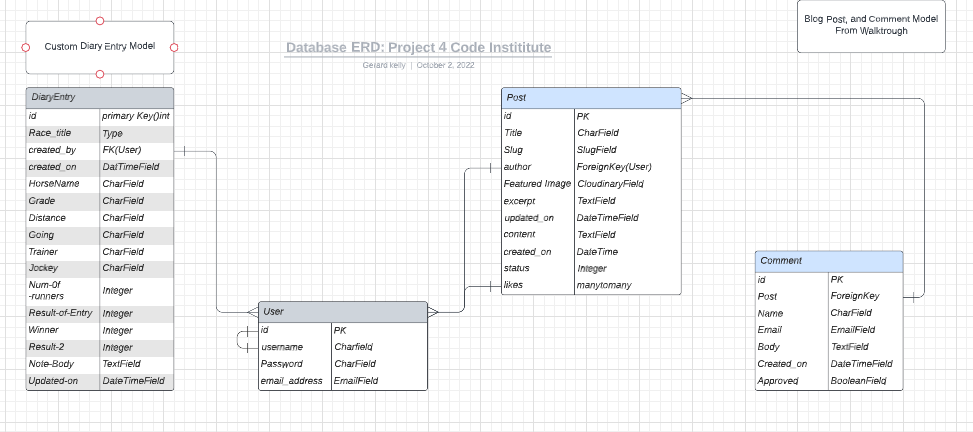 Custom Diary Entry Model
Database ERD: Project 4 Code Instititute
Gerard kelly | October 2, 2022
Blog Post, and Comment Model
From Walktrough
DiaryEntry
id primary Key()int
Race_title Type
created_by FK(User)
created_on DatTimeField
HorseName CharField
Grade CharField
Distance CharField
Going CharField
Trainer CharField
Jockey CharField
Num-0f
-runners Integer
Result-of-Entry Integer
Winner Integer
Result-2 Integer
Note-Body TextField
Updated-on DateTimeField
User
id PK
username Charfield
Password CharField
email_address EmailField
Post
id PK
Title CharField
Slug SlugField
author ForeignKey(User)
Featured Image CloudinaryField
excerpt TextField
updated_on DateTimeField
content TextField
created_on DateTime
status Integer
likes manytomany
Comment
id PK
Post ForeignKey
Name CharField
Email EmailField
Body TextField
Created_on DateTimeField
Approved BooleanField